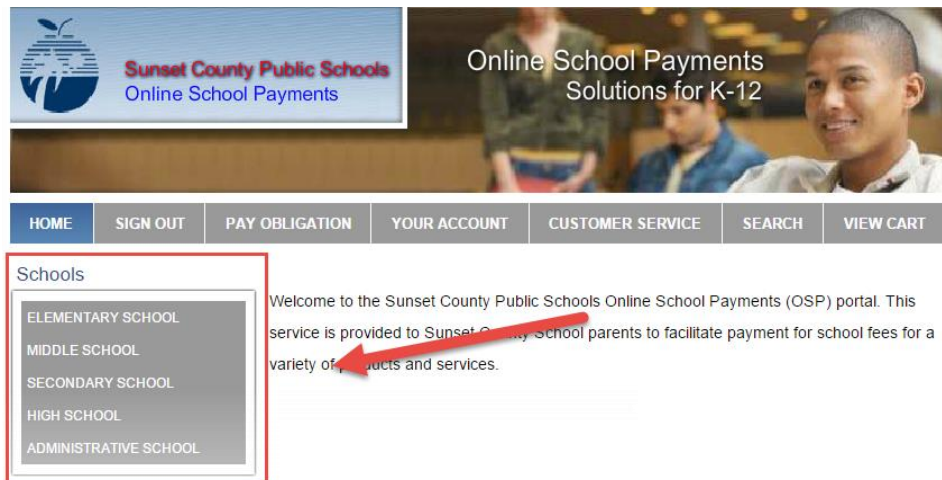 Sunset County Public Schools
Online School Payments
Online School Payments
Solutions for K-12
HOME SIGN OUT PAY OBLIGATION YOUR ACCOUNT CUSTOMER SERVICE SEARCH VIEW CART
Schools
ELEMENTARY SCHOOL
MIDDLE SCHOOL
SECONDARY SCHOOL
HIGH SCHOOL
ADMINISTRATIVE SCHOOL
Welcome to the Sunset County Public Schools Online School Payments (OSP) portal. This
service is provided to Sunset County School parents to facilitate payment for school fees for a
variety of products and services.